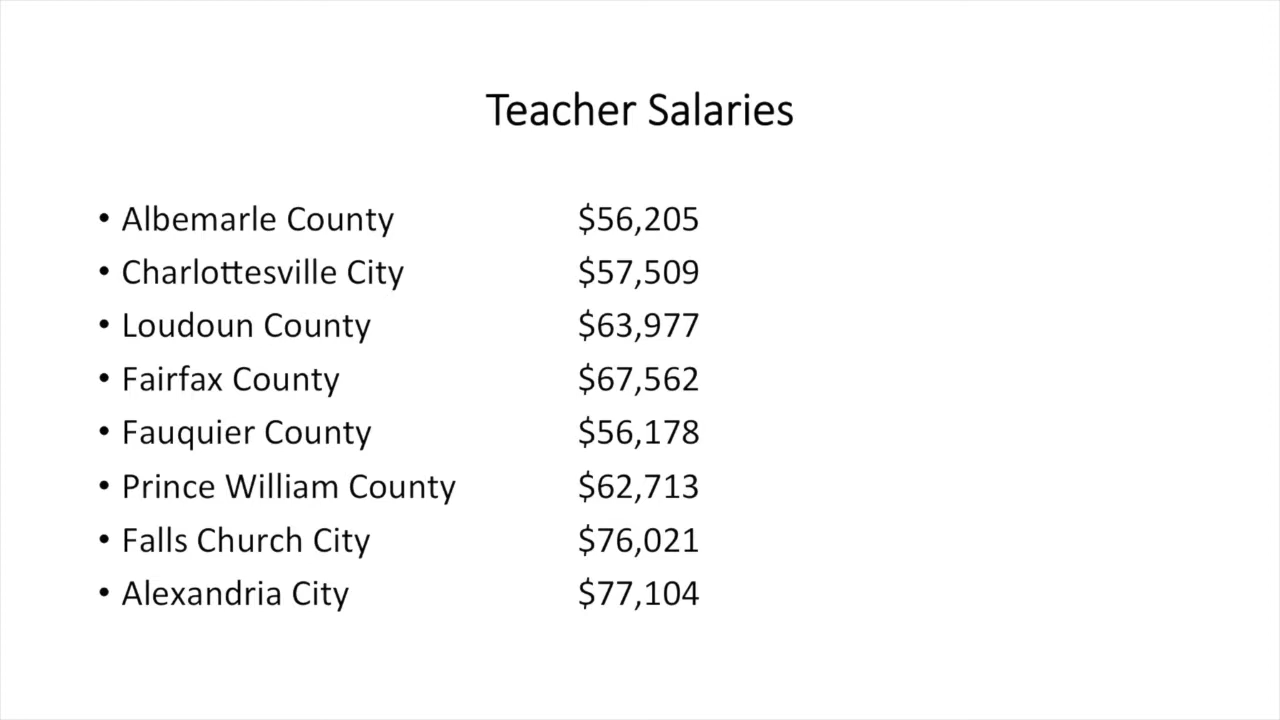 Teacher Salaries
• Albemarle County $56,205
• Charlottesville City $57,509
• Loudoun County $63,977
• Fairfax County $67,562
• Fauquier County $56,178
• Prince William County $62,713
• Falls Church City $76,021
• Alexandria City $77,104